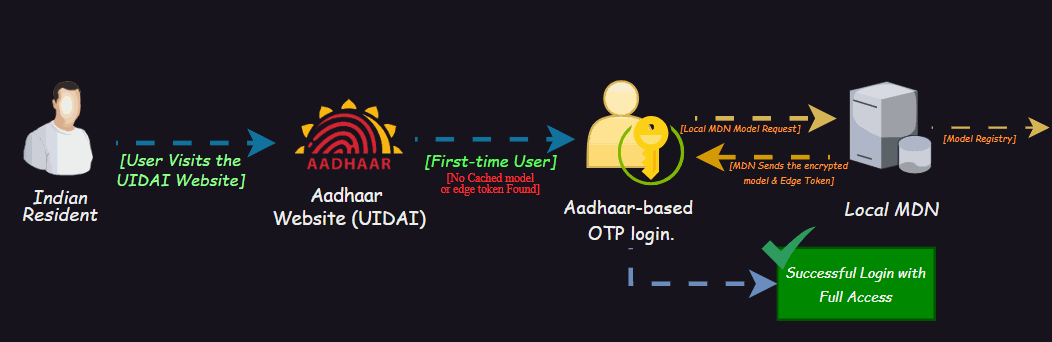 [User Visits the
UIDAI Website]
Indian
Resident
AADHAAR
Aadhaar
Website (UIDAI)
[First-time User]
[No Cached model
or edge token Found]
Aadhaar-based
OTP login.
[Local MDN Model Request]
[MDN Sends the encrypted
model & Edge Token]
Local MDN
[Model Registry]
Successful Login with
Full Access